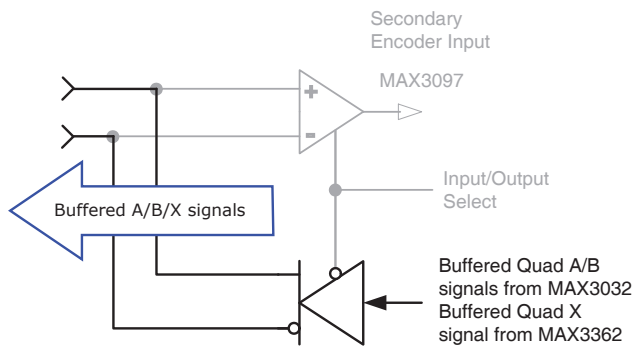 Secondary
Encoder Input
MAX3097
+
-
Input/Output
Select
Buffered A/B/X signals
Buffered Quad A/B
signals from MAX3032
Buffered Quad X
signal from MAX3362